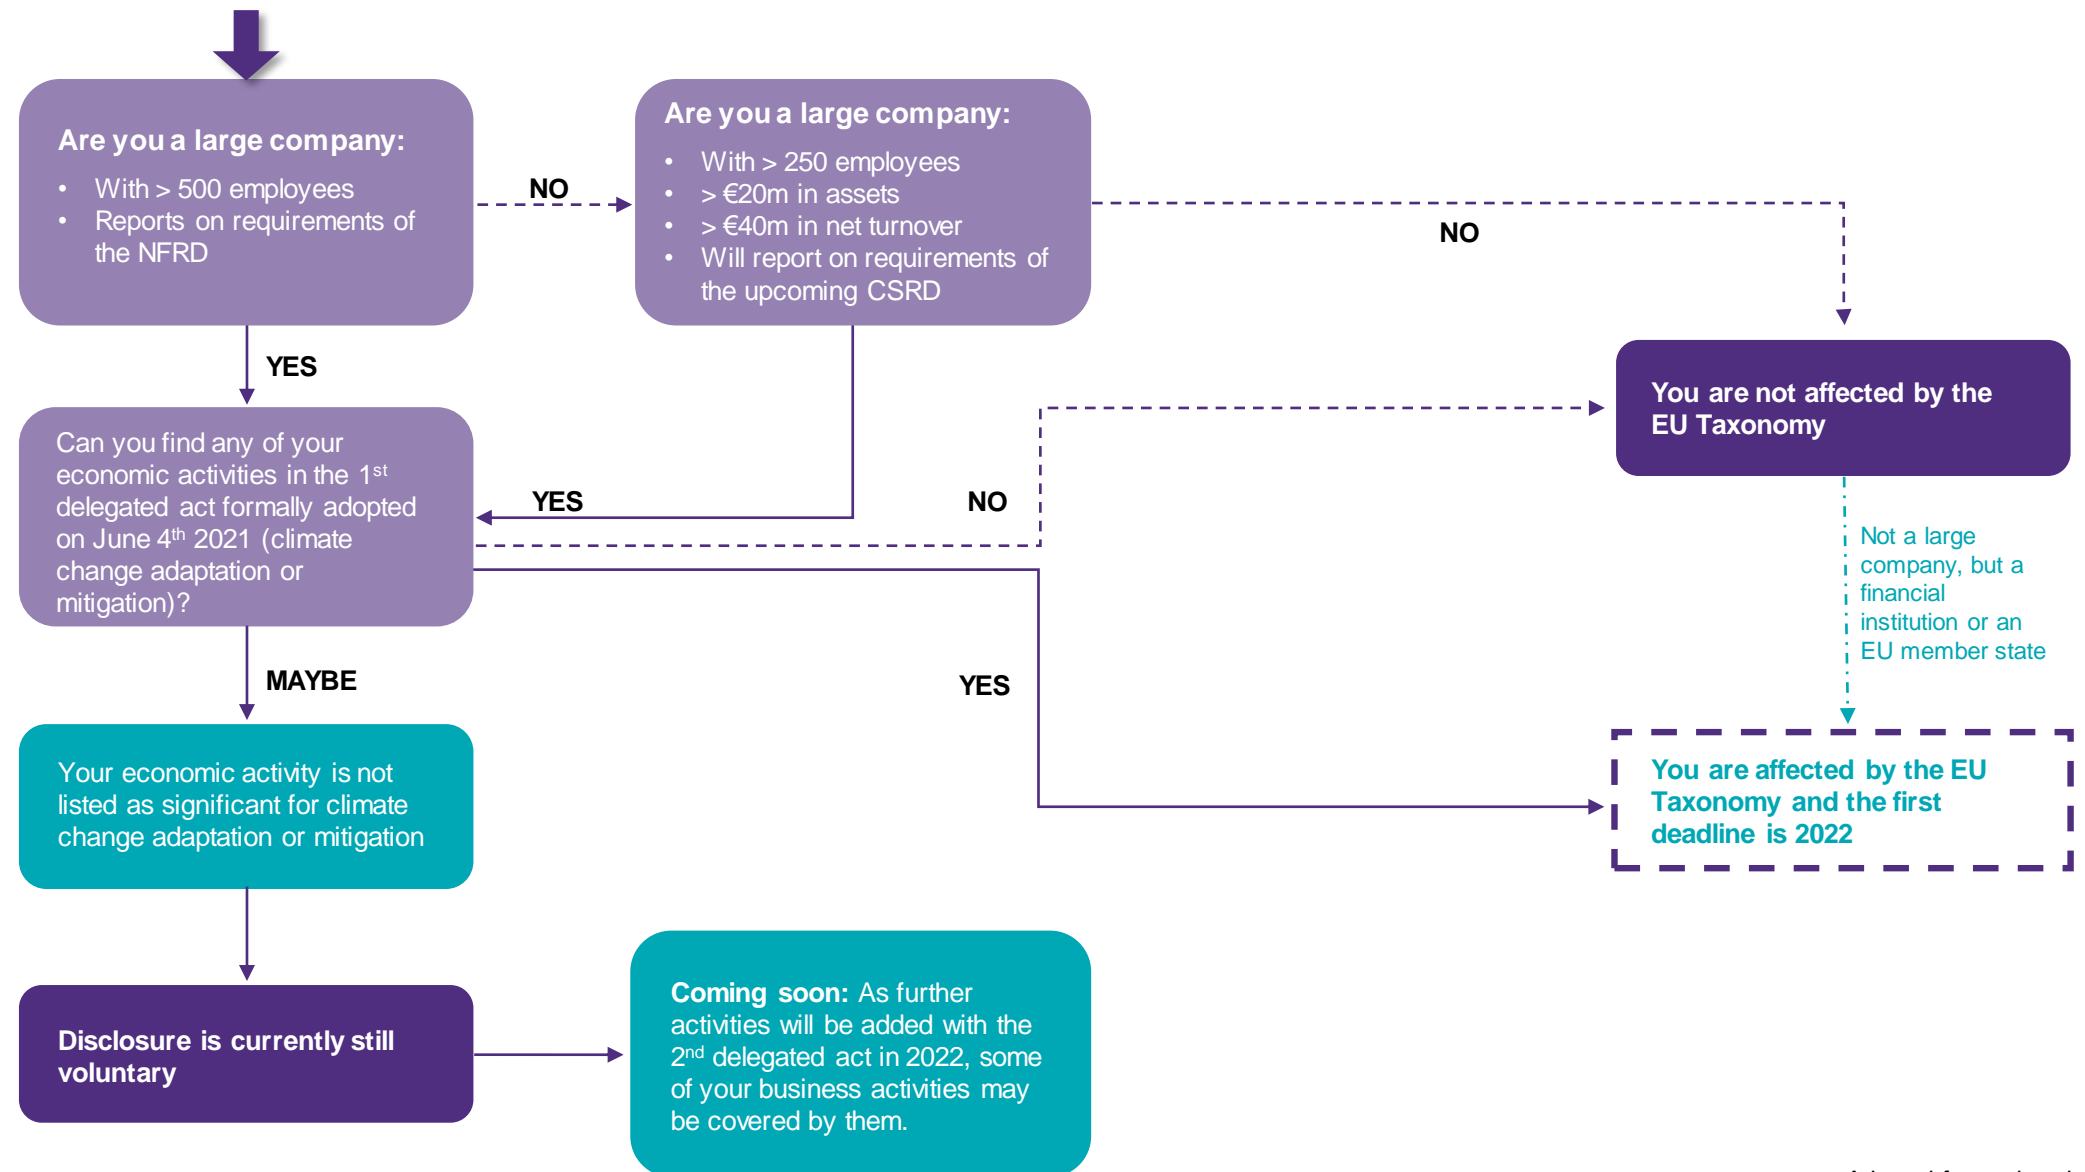 Are you a large company:
• With > 500 employees
• Reports on requirements of
the NFRD
NO
Are you a large company:
• With > 250 employees
• > €20m in assets
• > €40m in net turnover
• Will report on requirements of
the upcoming CSRD
NO
YES
You are not affected by the
EU Taxonomy
Can you find any of your
economic activities in the 1st
delegated act formally adopted
on June 4th 2021 (climate
change adaptation or
mitigation)?
YES
NO
Not a large
company, but a
financial
institution or an
EU member state
MAYBE
YES
Your economic activity is not
listed as significant for climate
change adaptation or mitigation
You are affected by the EU
Taxonomy and the first
deadline is 2022
Disclosure is currently still
voluntary
Coming soon: As further
activities will be added with the
2nd delegated act in 2022, some
of your business activities may
be covered by them.